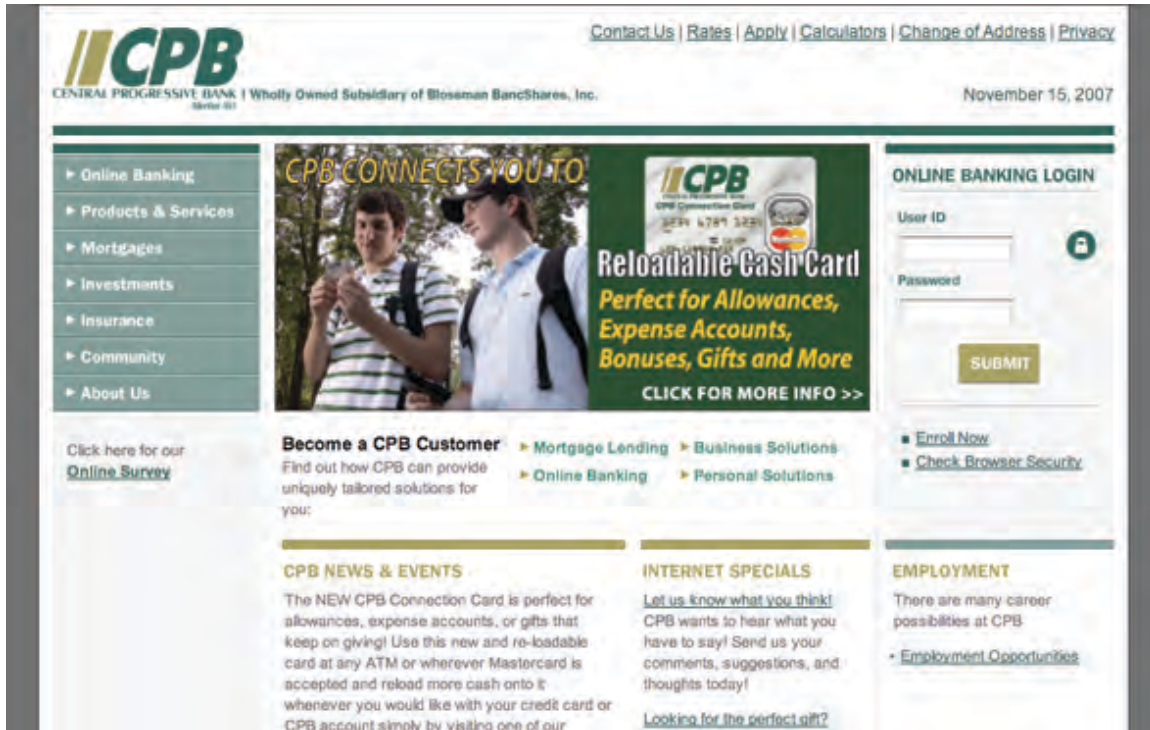 CPB
Contact Us | Rates | Apply | Calculators | Change of Address | Privacy
CENTRAL PROGRESSIVE BANK | Wholly Owned Subsidiary of Blossman BancShares, Inc.
November 15, 2007
Online Banking
Products & Services
Mortgages
Investments
Insurance
Community
About Us
Click here for our
Online Survey
CPB CONNECTS YOU TO
CPB
CPB Connection Card
Reloadable Cash Card
Perfect for Allowances,
Expense Accounts,
Bonuses, Gifts and More
CLICK FOR MORE INFO >>
ONLINE BANKING LOGIN
User ID
Password
SUBMIT
Enroll Now
Check Browser Security
Become a CPB Customer
Find out how CPB can provide
uniquely tailored solutions for
you:
Mortgage Lending
Business Solutions
Online Banking
Personal Solutions
CPB NEWS & EVENTS
The NEW CPB Connection Card is perfect for
allowances, expense accounts, or gifts that
keep on giving! Use this new and re-loadable
card at any ATM or wherever Mastercard is
accepted and reload more cash onto it
whenever you would like with your credit card or
CPB account simply by visiting one of our
INTERNET SPECIALS
Let us know what you think!
CPB wants to hear what you
have to say! Send us your
comments, suggestions, and
thoughts today!
Looking for the perfect gift?
EMPLOYMENT
There are many career
possibilities at CPB
Employment Opportunities